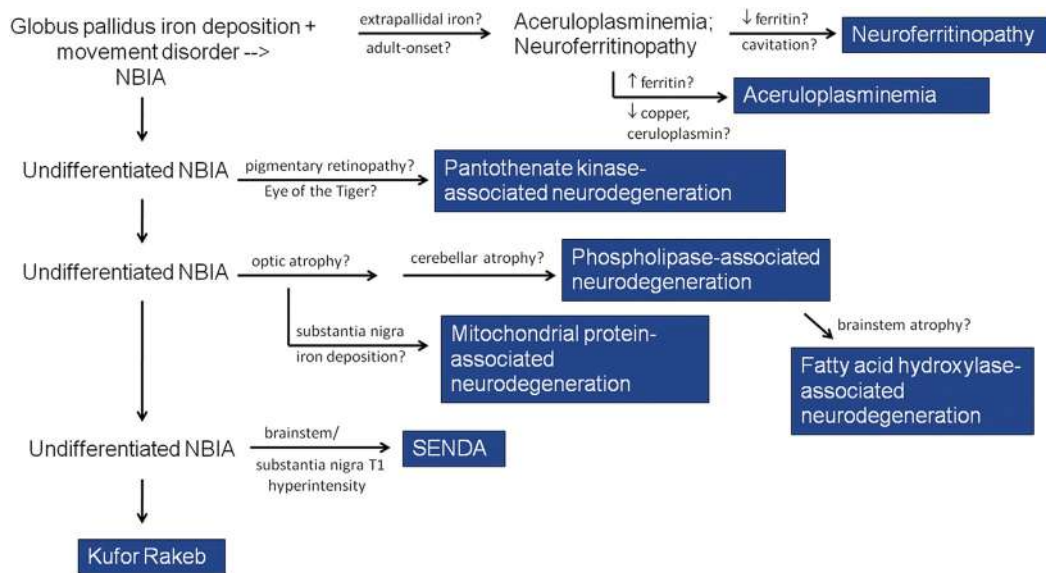 Globus pallidus iron deposition +
movement disorder -->
NBIA
extrapallidal iron?
adult-onset?
Aceruloplasminemia;
Neuroferritinopathy
↓ ferritin?
cavitation?
Neuroferritinopathy
↑ ferritin?
↓ copper,
ceruloplasmin?
Aceruloplasminemia
Undifferentiated NBIA
pigmentary retinopathy?
Eye of the Tiger?
Pantothenate kinase-
associated neurodegeneration
Undifferentiated NBIA
optic atrophy?
cerebellar atrophy?
Phospholipase-associated
neurodegeneration
substantia nigra
iron deposition?
Mitochondrial protein-
associated
neurodegeneration
brainstem atrophy?
Fatty acid hydroxylase-
associated
neurodegeneration
Undifferentiated NBIA
brainstem/
substantia nigra T1
hyperintensity
SENDA
Kufor Rakeb